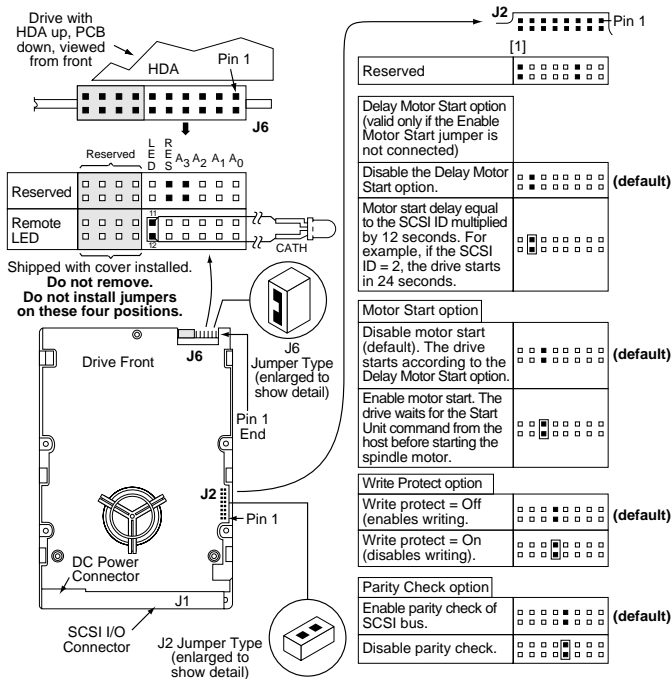 Drive with
HDA up, PCB
down, viewed
from front
HDA
Pin 1
J6
Reserved
LED
RES
A3 A2 A1 A0
Reserved
Remote
LED
11
12
CATH
Shipped with cover installed.
Do not remove.
Do not install jumpers
on these four positions.
Drive Front
J6
J6
Jumper Type
(enlarged to
show detail)
Pin 1
End
J2
Pin 1
DC Power
Connector
J1
SCSI I/O
Connector
J2 Jumper Type
(enlarged to
show detail)
J2
Pin 1
[1]
Reserved
Delay Motor Start option
(valid only if the Enable
Motor Start jumper is
not connected)
Disable the Delay Motor
Start option.
(default)
Motor start delay equal
to the SCSI ID multiplied
by 12 seconds. For
example, if the SCSI
ID = 2, the drive starts
in 24 seconds.
Motor Start option
Disable motor start
(default). The drive
starts according to the
Delay Motor Start option.
(default)
Enable motor start. The
drive waits for the Start
Unit command from the
host before starting the
spindle motor.
Write Protect option
Write protect = Off
(enables writing.
(default)
Write protect = On
(disables writing).
Parity Check option
Enable parity check of
SCSI bus.
(default)
Disable parity check.